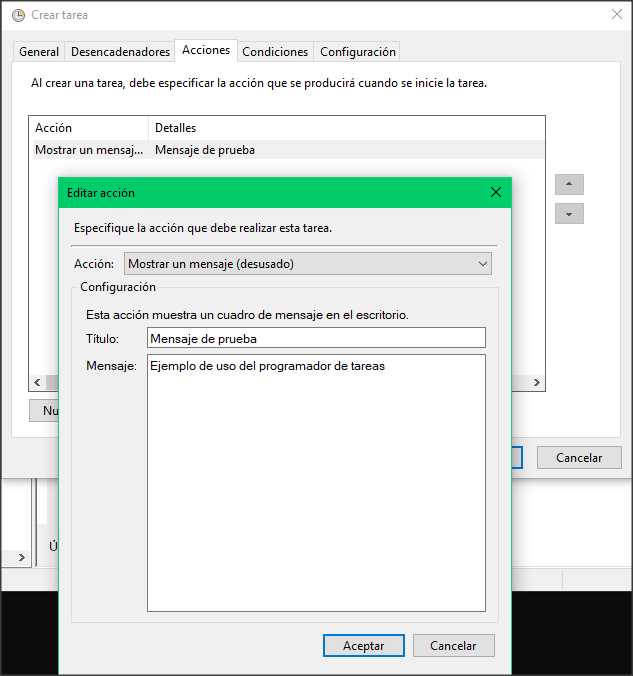 Crear tarea
General Desencadenadores Acciones Condiciones Configuración
Al crear una tarea, debe especificar la acción que se producirá cuando se inicie la tarea.
Acción Detalles
Mostrar un mensaj... Mensaje de prueba
Editar acción
Especifique la acción que debe realizar esta tarea.
Acción: Mostrar un mensaje (desusado)
Configuración
Esta acción muestra un cuadro de mensaje en el escritorio.
Título: Mensaje de prueba
Mensaje: Ejemplo de uso del programador de tareas
Nu
Cancelar
Ú
Aceptar Cancelar